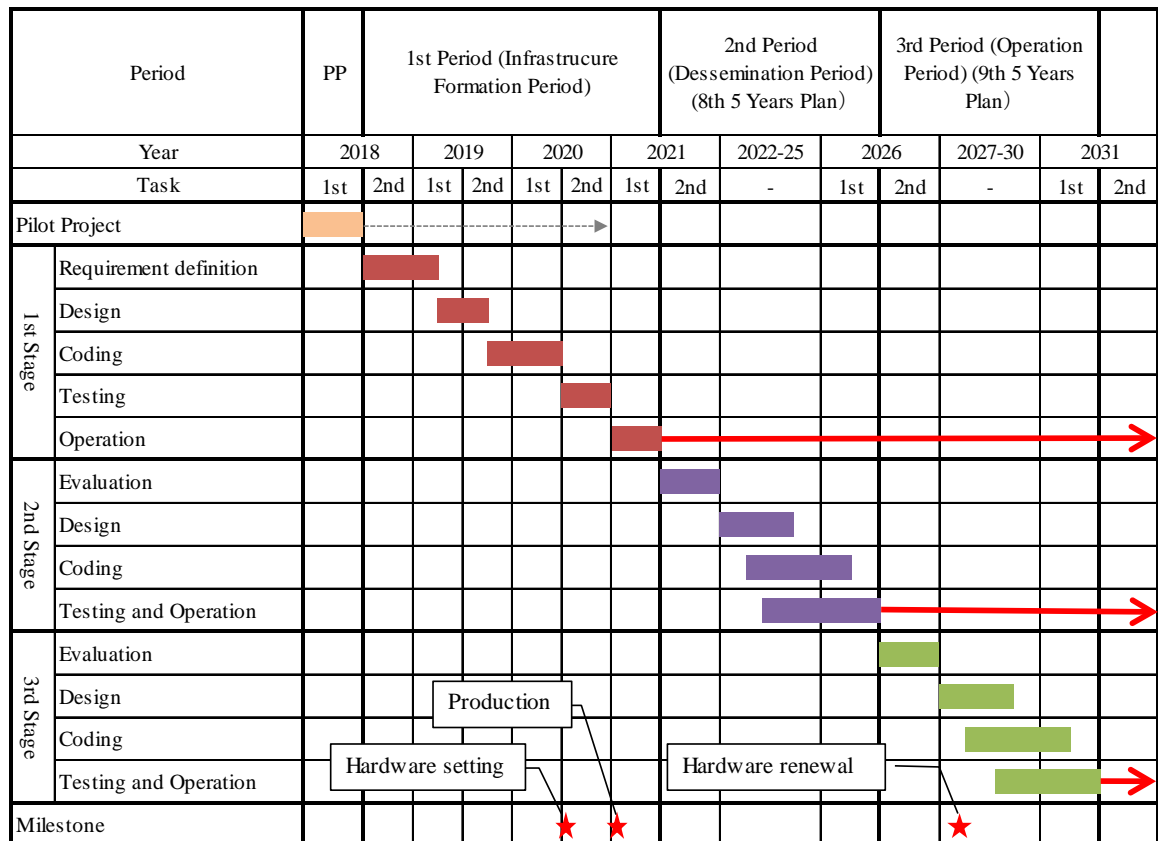 Period
PP
1st Period (Infrastrucure
Formation Period)
2nd Period
(Dessemination Period)
(8th 5 Years Plan）
3rd Period (Operation
Period) (9th 5 Years
Plan）
Year 2018 2019 2020 2021 2022-25 2026 2027-30 2031
Task 1st 2nd 1st 2nd 1st 2nd 1st 2nd - 1st 2nd - 1st 2nd
Pilot Project
1st Stage
Requirement definition
Design
Coding
Testing
Operation
2nd Stage
Evaluation
Design
Coding
Testing and Operation
3rd Stage
Evaluation
Design
Production
Coding
Hardware setting
Hardware renewal
Testing and Operation
Milestone